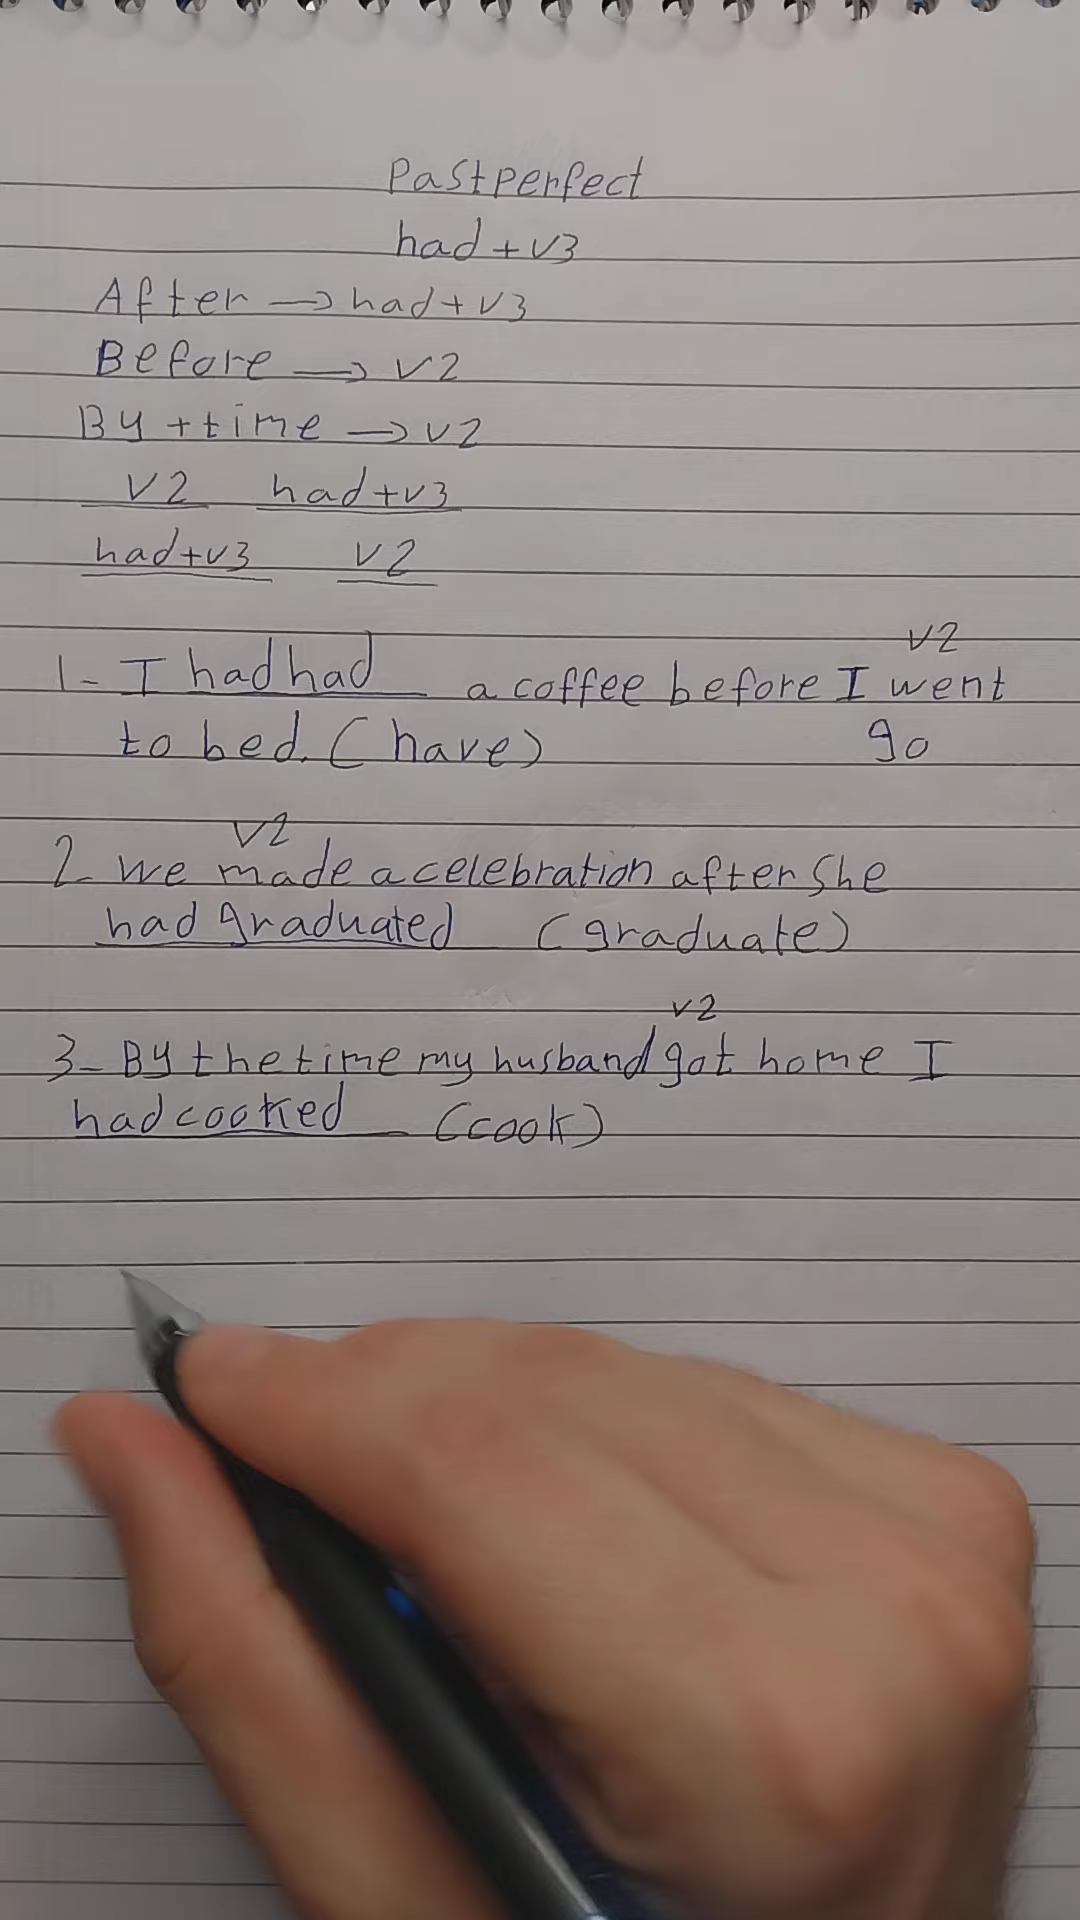 Past perfect
had + v3
After → had + v3
Before → v2
By + time → v2
v2 had + v3
had + v3 v2
v2
1- I had had a coffee before I went
to bed. (have) go
v2
2- we made a celebration after she
had graduated (graduate)
v2
3- By the time my husband got home I
had cooked (cook)